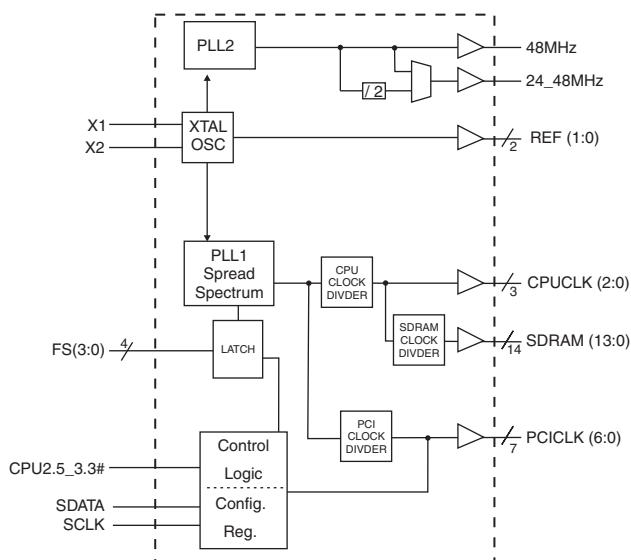 PLL2
48MHz
24_48MHz
/ 2
X1
X2
XTAL
OSC
REF (1:0)
2
PLL1
Spread
Spectrum
CPU
CLOCK
DIVDER
CPUCLK (2:0)
3
SDRAM
CLOCK
DIVDER
SDRAM (13:0)
14
FS(3:0)
4
LATCH
PCI
CLOCK
DIVDER
PCICLK (6:0)
7
Control
Logic
CPU2.5_3.3#
Config.
Reg.
SDATA
SCLK